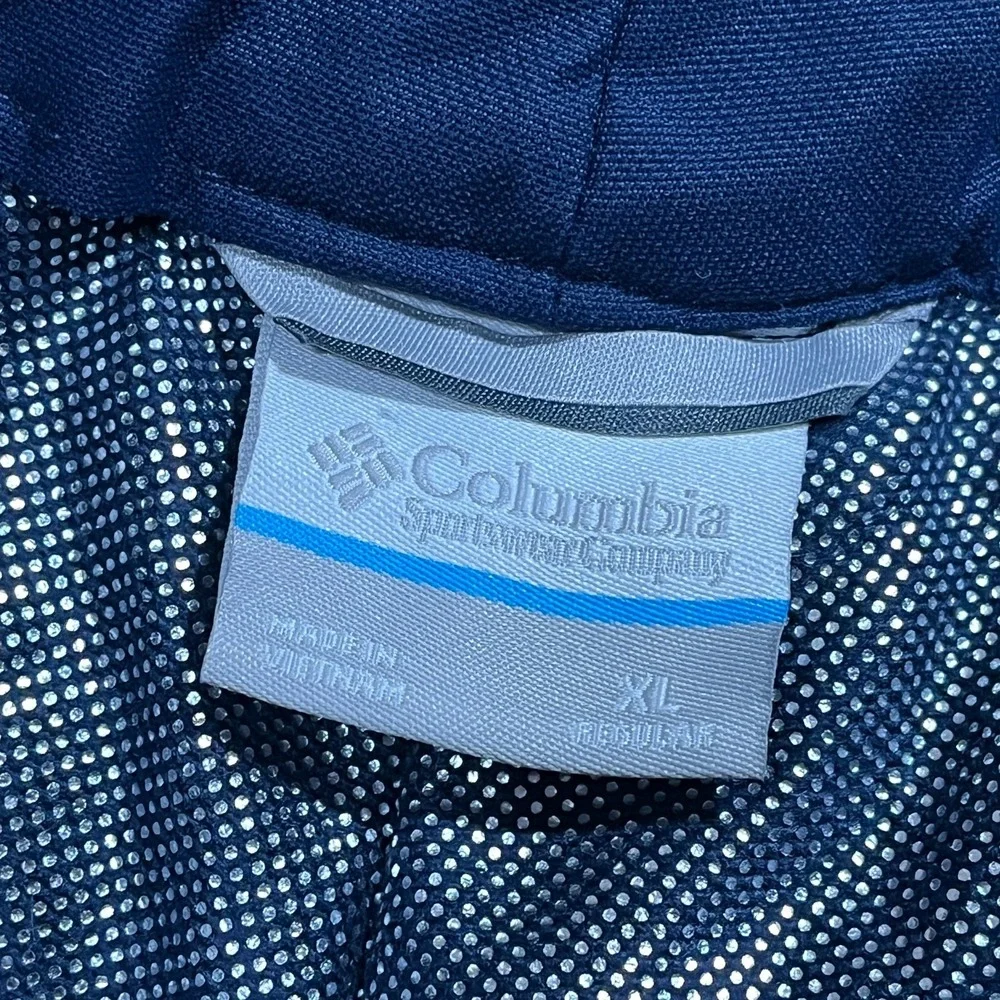 Columbia
Sportswear Company
MADE IN
VIETNAM
XL
REGULAR